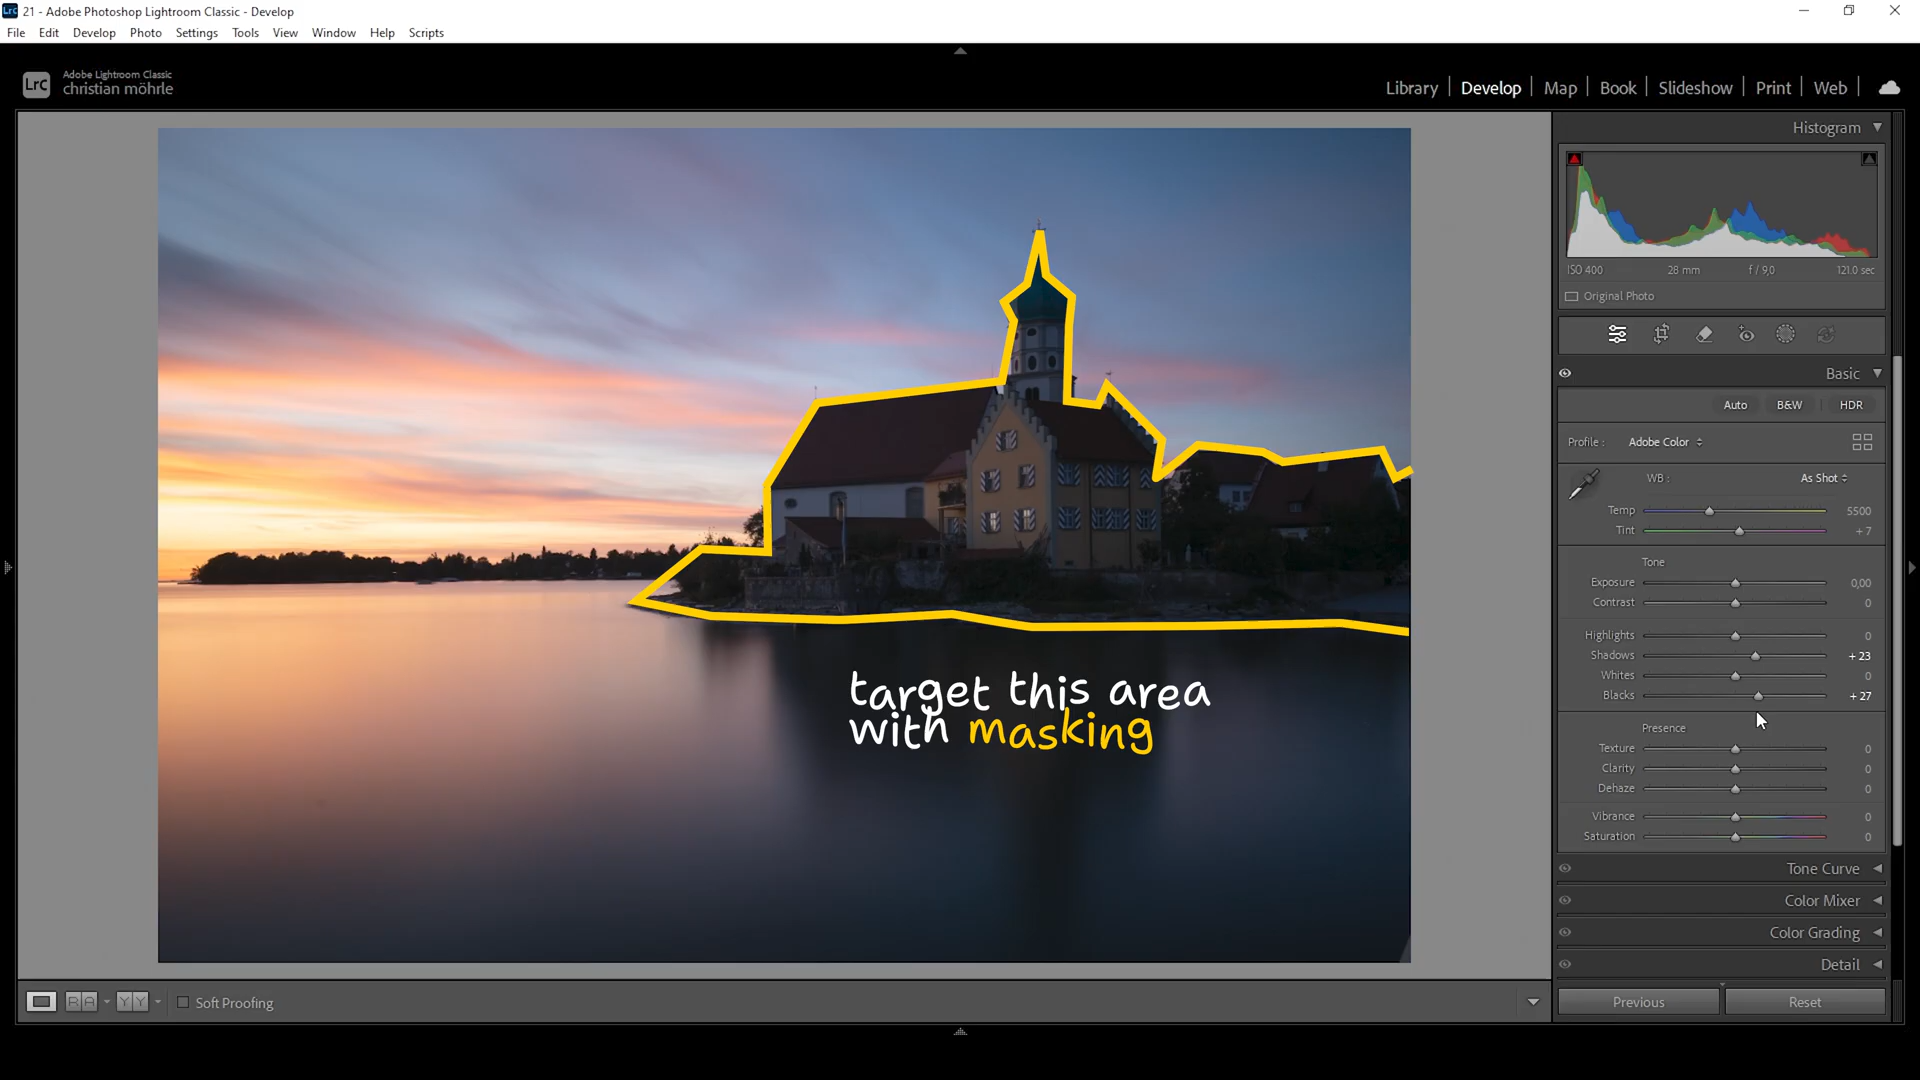 21 - Adobe Photoshop Lightroom Classic - Develop
File Edit Develop Photo Settings Tools View Window Help Scripts
LrC
Adobe Lightroom Classic
christian möhrle
Library Develop Map Book Slideshow Print Web
Histogram
ISO 400 28 mm f / 9,0 121.0 sec
Original Photo
Basic
Auto B&W HDR
Profile : Adobe Color
WB : As Shot
Temp 5500
Tint + 7
Tone
Exposure 0,00
Contrast 0
Highlights 0
Shadows + 23
Whites 0
Blacks + 27
Presence
Texture 0
Clarity 0
Dehaze 0
Vibrance 0
Saturation 0
Tone Curve
Color Mixer
Color Grading
Detail
Previous Reset
target this area
with masking
R A Y Y Soft Proofing